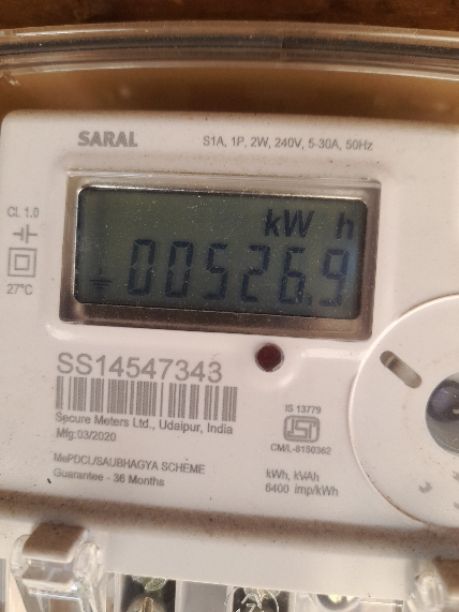 SARAL
S1A, 1P, 2W, 240V, 5-30A, 50Hz
CL 1.0
27°C
kW h
00526.9
SS14547343
Secure Meters Ltd., Udaipur, India
Mfg:03/2020
MePDCL/SAUBHAGYA SCHEME
Guarantee - 36 Months
IS 13779
CM/L-8150362
kWh, kVAh
6400 imp/kWh